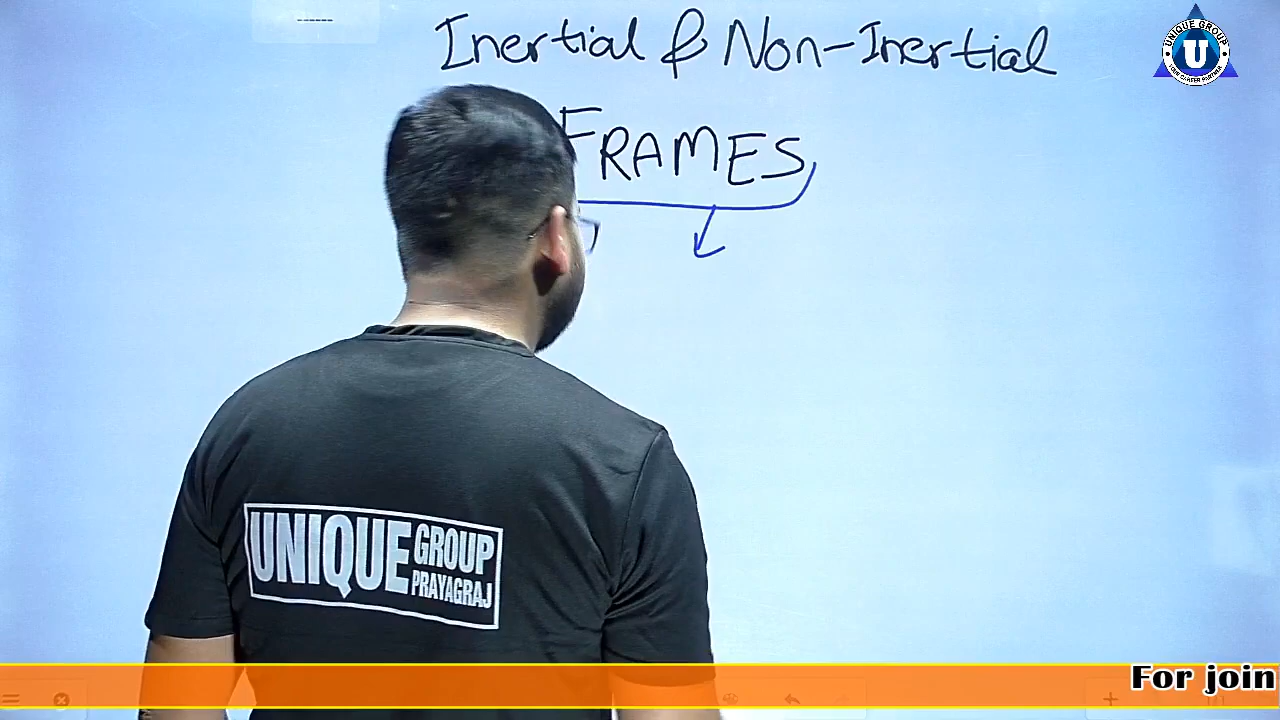 Inertial & Non-Inertial
FRAMES
UNIQUE GROUP
U
UNIQUE GROUP
PRAYAGRAJ
For join